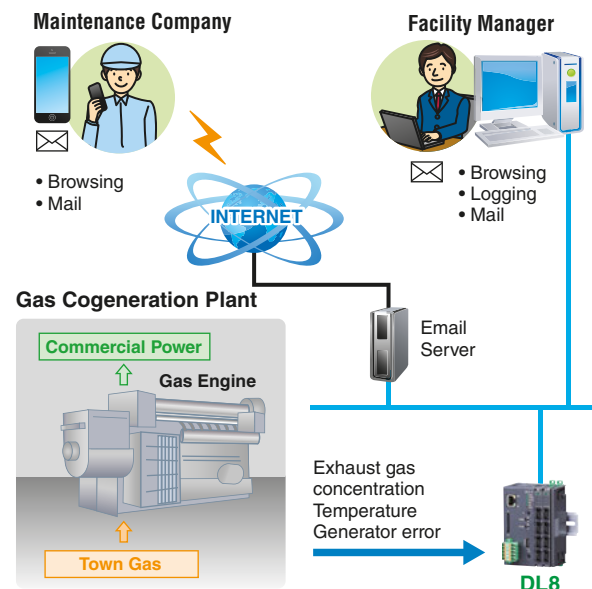 Maintenance Company
Facility Manager
• Browsing
• Mail
• Browsing
• Logging
• Mail
INTERNET
Gas Cogeneration Plant
Commercial Power
Gas Engine
Email
Server
Exhaust gas
concentration
Temperature
Generator error
Town Gas
DL8